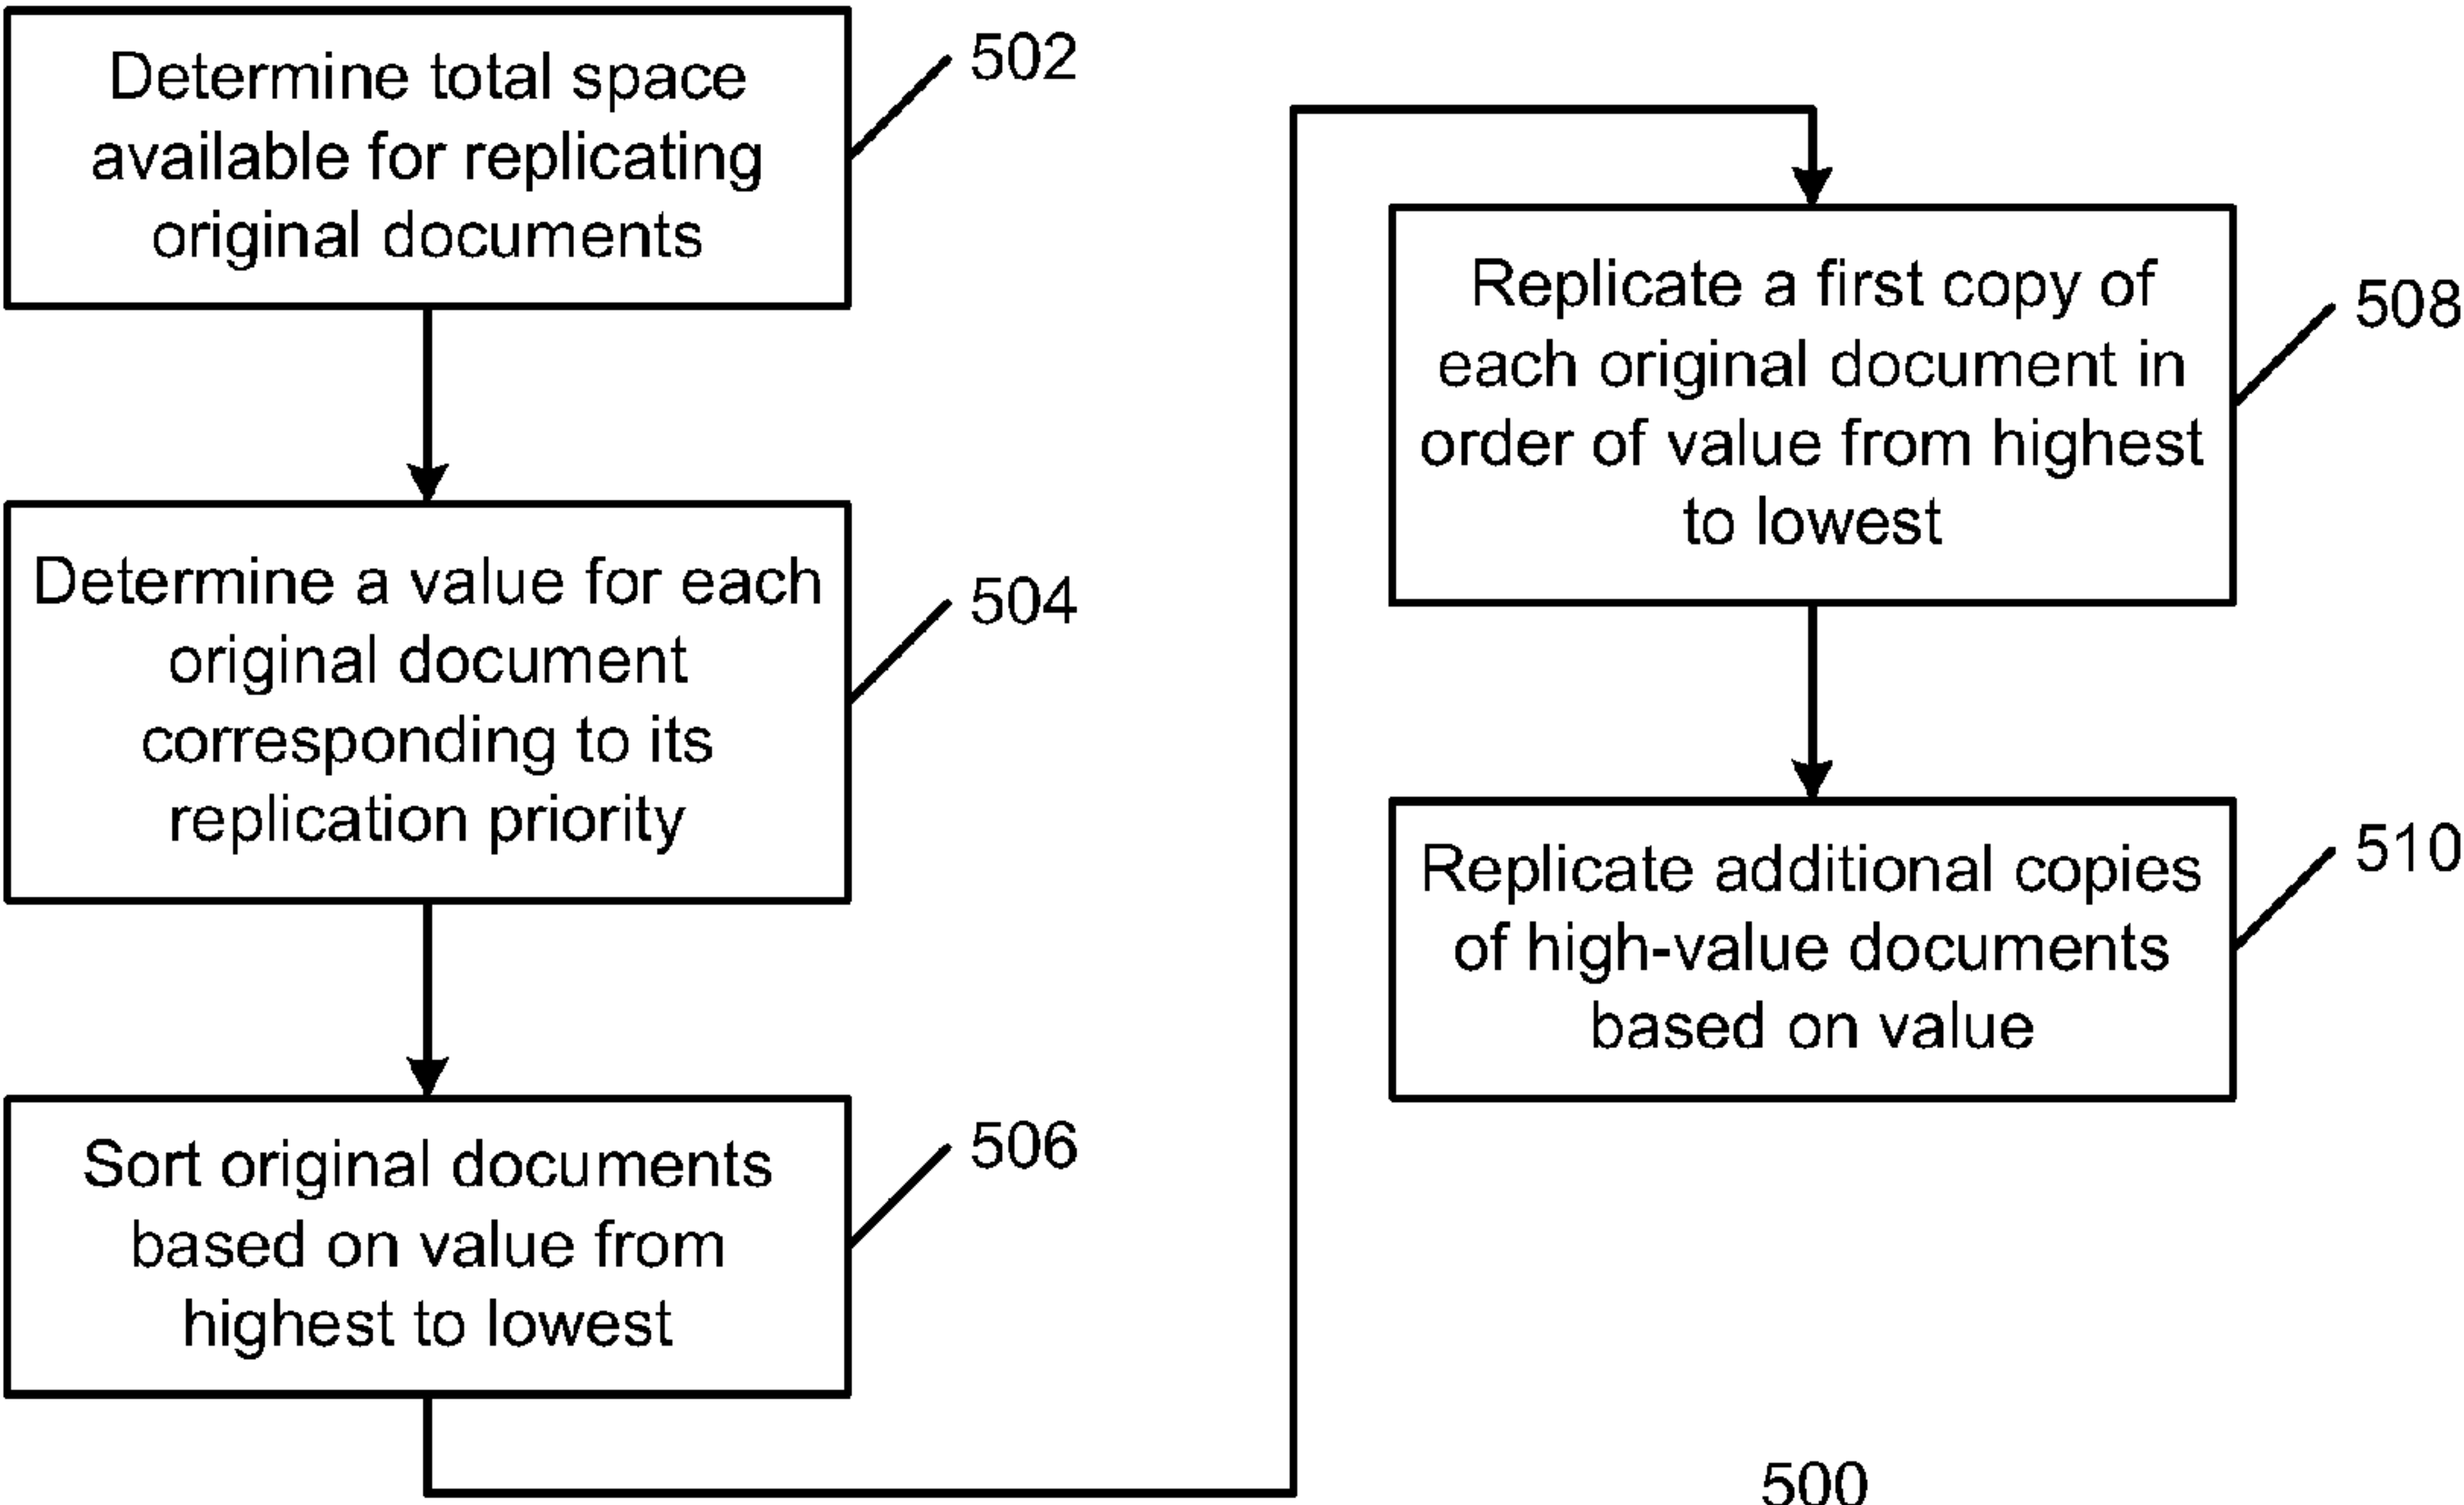 Determine total space
available for replicating
original documents
502
Determine a value for each
original document
corresponding to its
replication priority
504
Sort original documents
based on value from
highest to lowest
506
Replicate a first copy of
each original document in
order of value from highest
to lowest
508
Replicate additional copies
of high-value documents
based on value
510
500